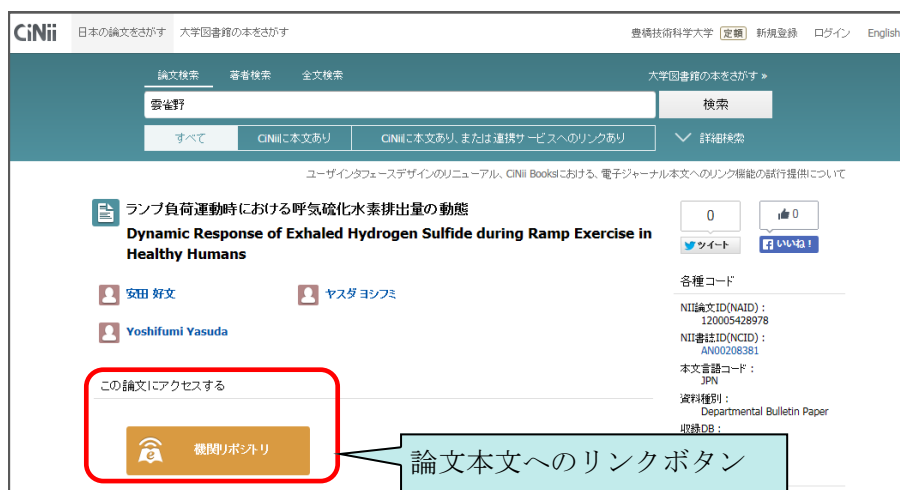 CiNii 日本の論文をさがす 大学図書館の本をさがす 豊橋技術科学大学 定額 新規登録 ログイン English
論文検索 著者検索 全文検索 大学図書館の本をさがす »
雲雀野 検索
すべて CiNiiに本文あり CiNiiに本文あり、または連携サービスへのリンクあり 詳細検索
ユーザインタフェースデザインのリニューアル、CiNii Booksにおける、電子ジャーナル本文へのリンク機能の試行提供について
ランプ負荷運動時における呼気硫化水素排出量の動態
Dynamic Response of Exhaled Hydrogen Sulfide during Ramp Exercise in
Healthy Humans
安田 好文 ヤスダ ヨシフミ
Yoshifumi Yasuda
この論文にアクセスする
機関リポジトリ
論文本文へのリンクボタン
0 0
ツイート いいね!
各種コード
NII論文ID(NAID) :
120005428978
NII書誌ID(NCID) :
AN00208381
本文言語コード :
JPN
資料種別 :
Departmental Bulletin Paper
収録DB :